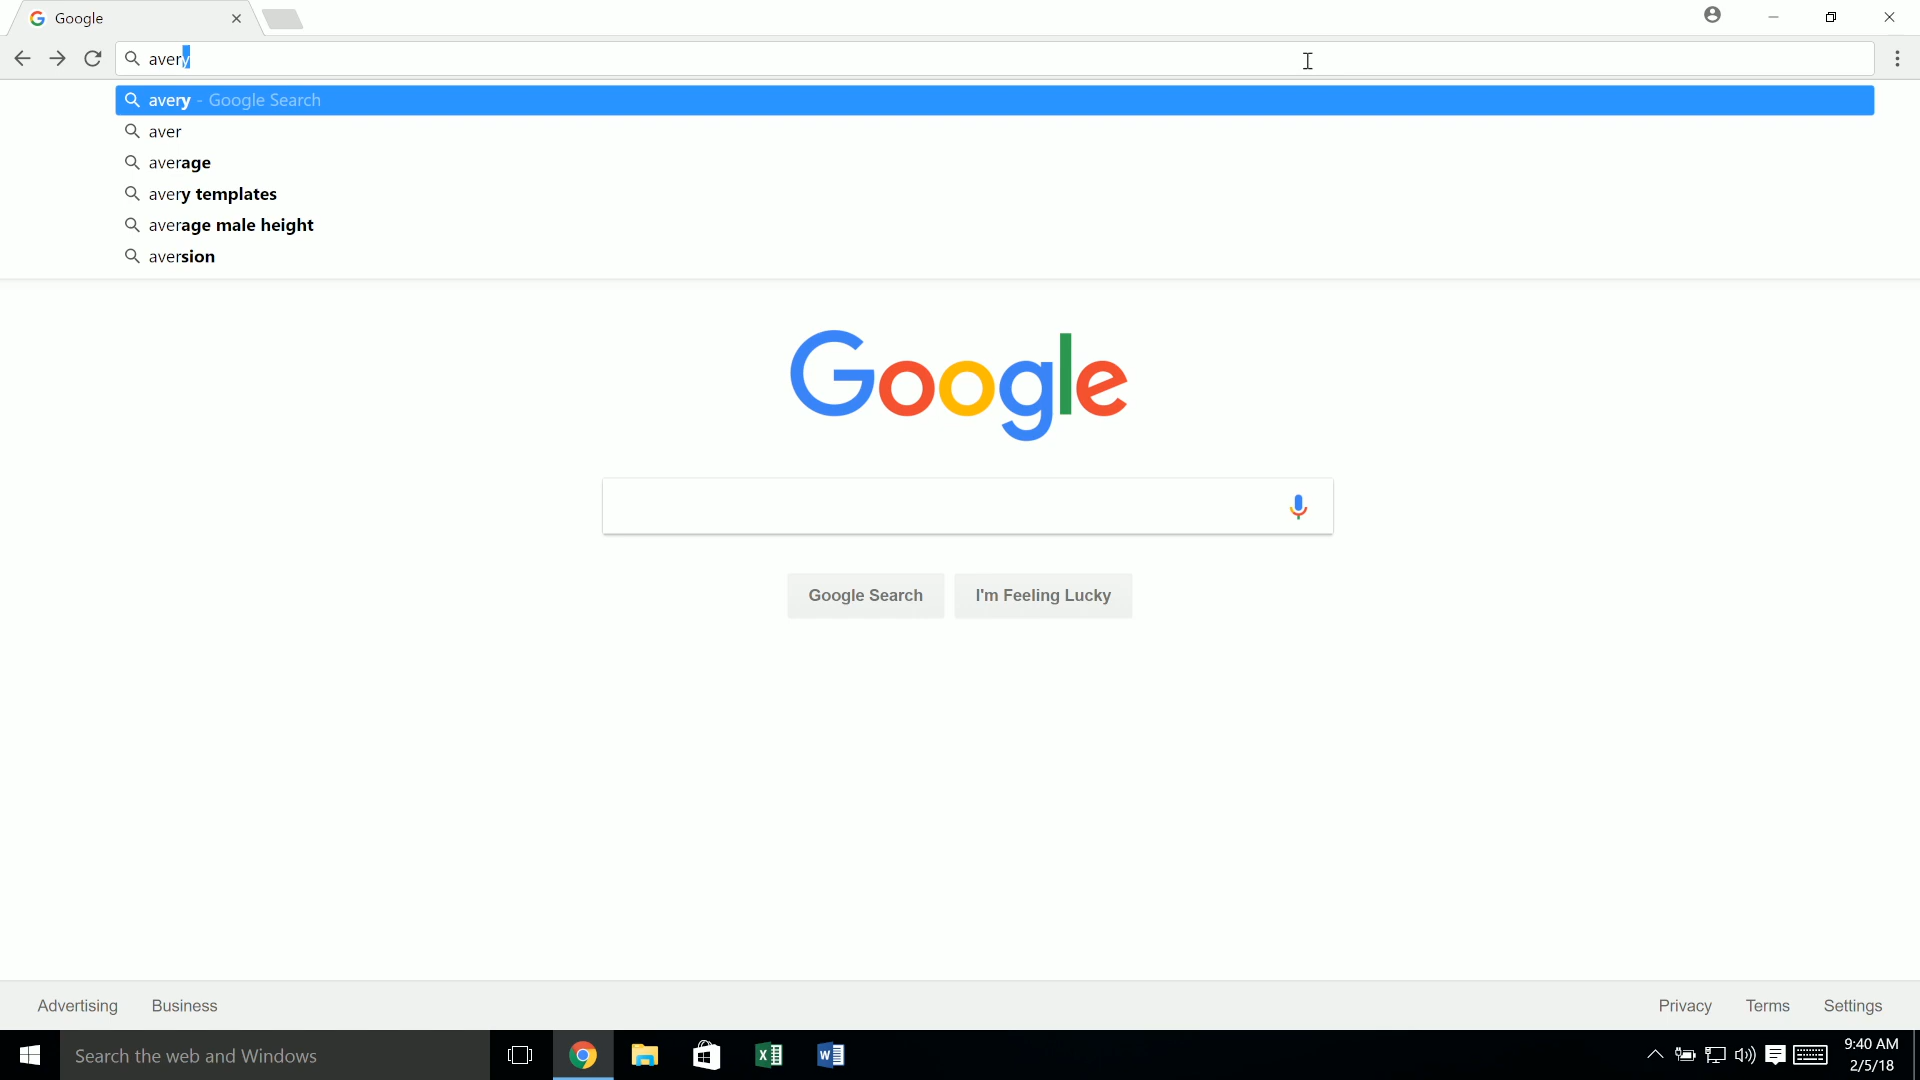 Google
avery
avery - Google Search
aver
average
avery templates
average male height
aversion
Google
Google Search
I'm Feeling Lucky
Advertising
Business
Privacy
Terms
Settings
Search the web and Windows
9:40 AM
2/5/18